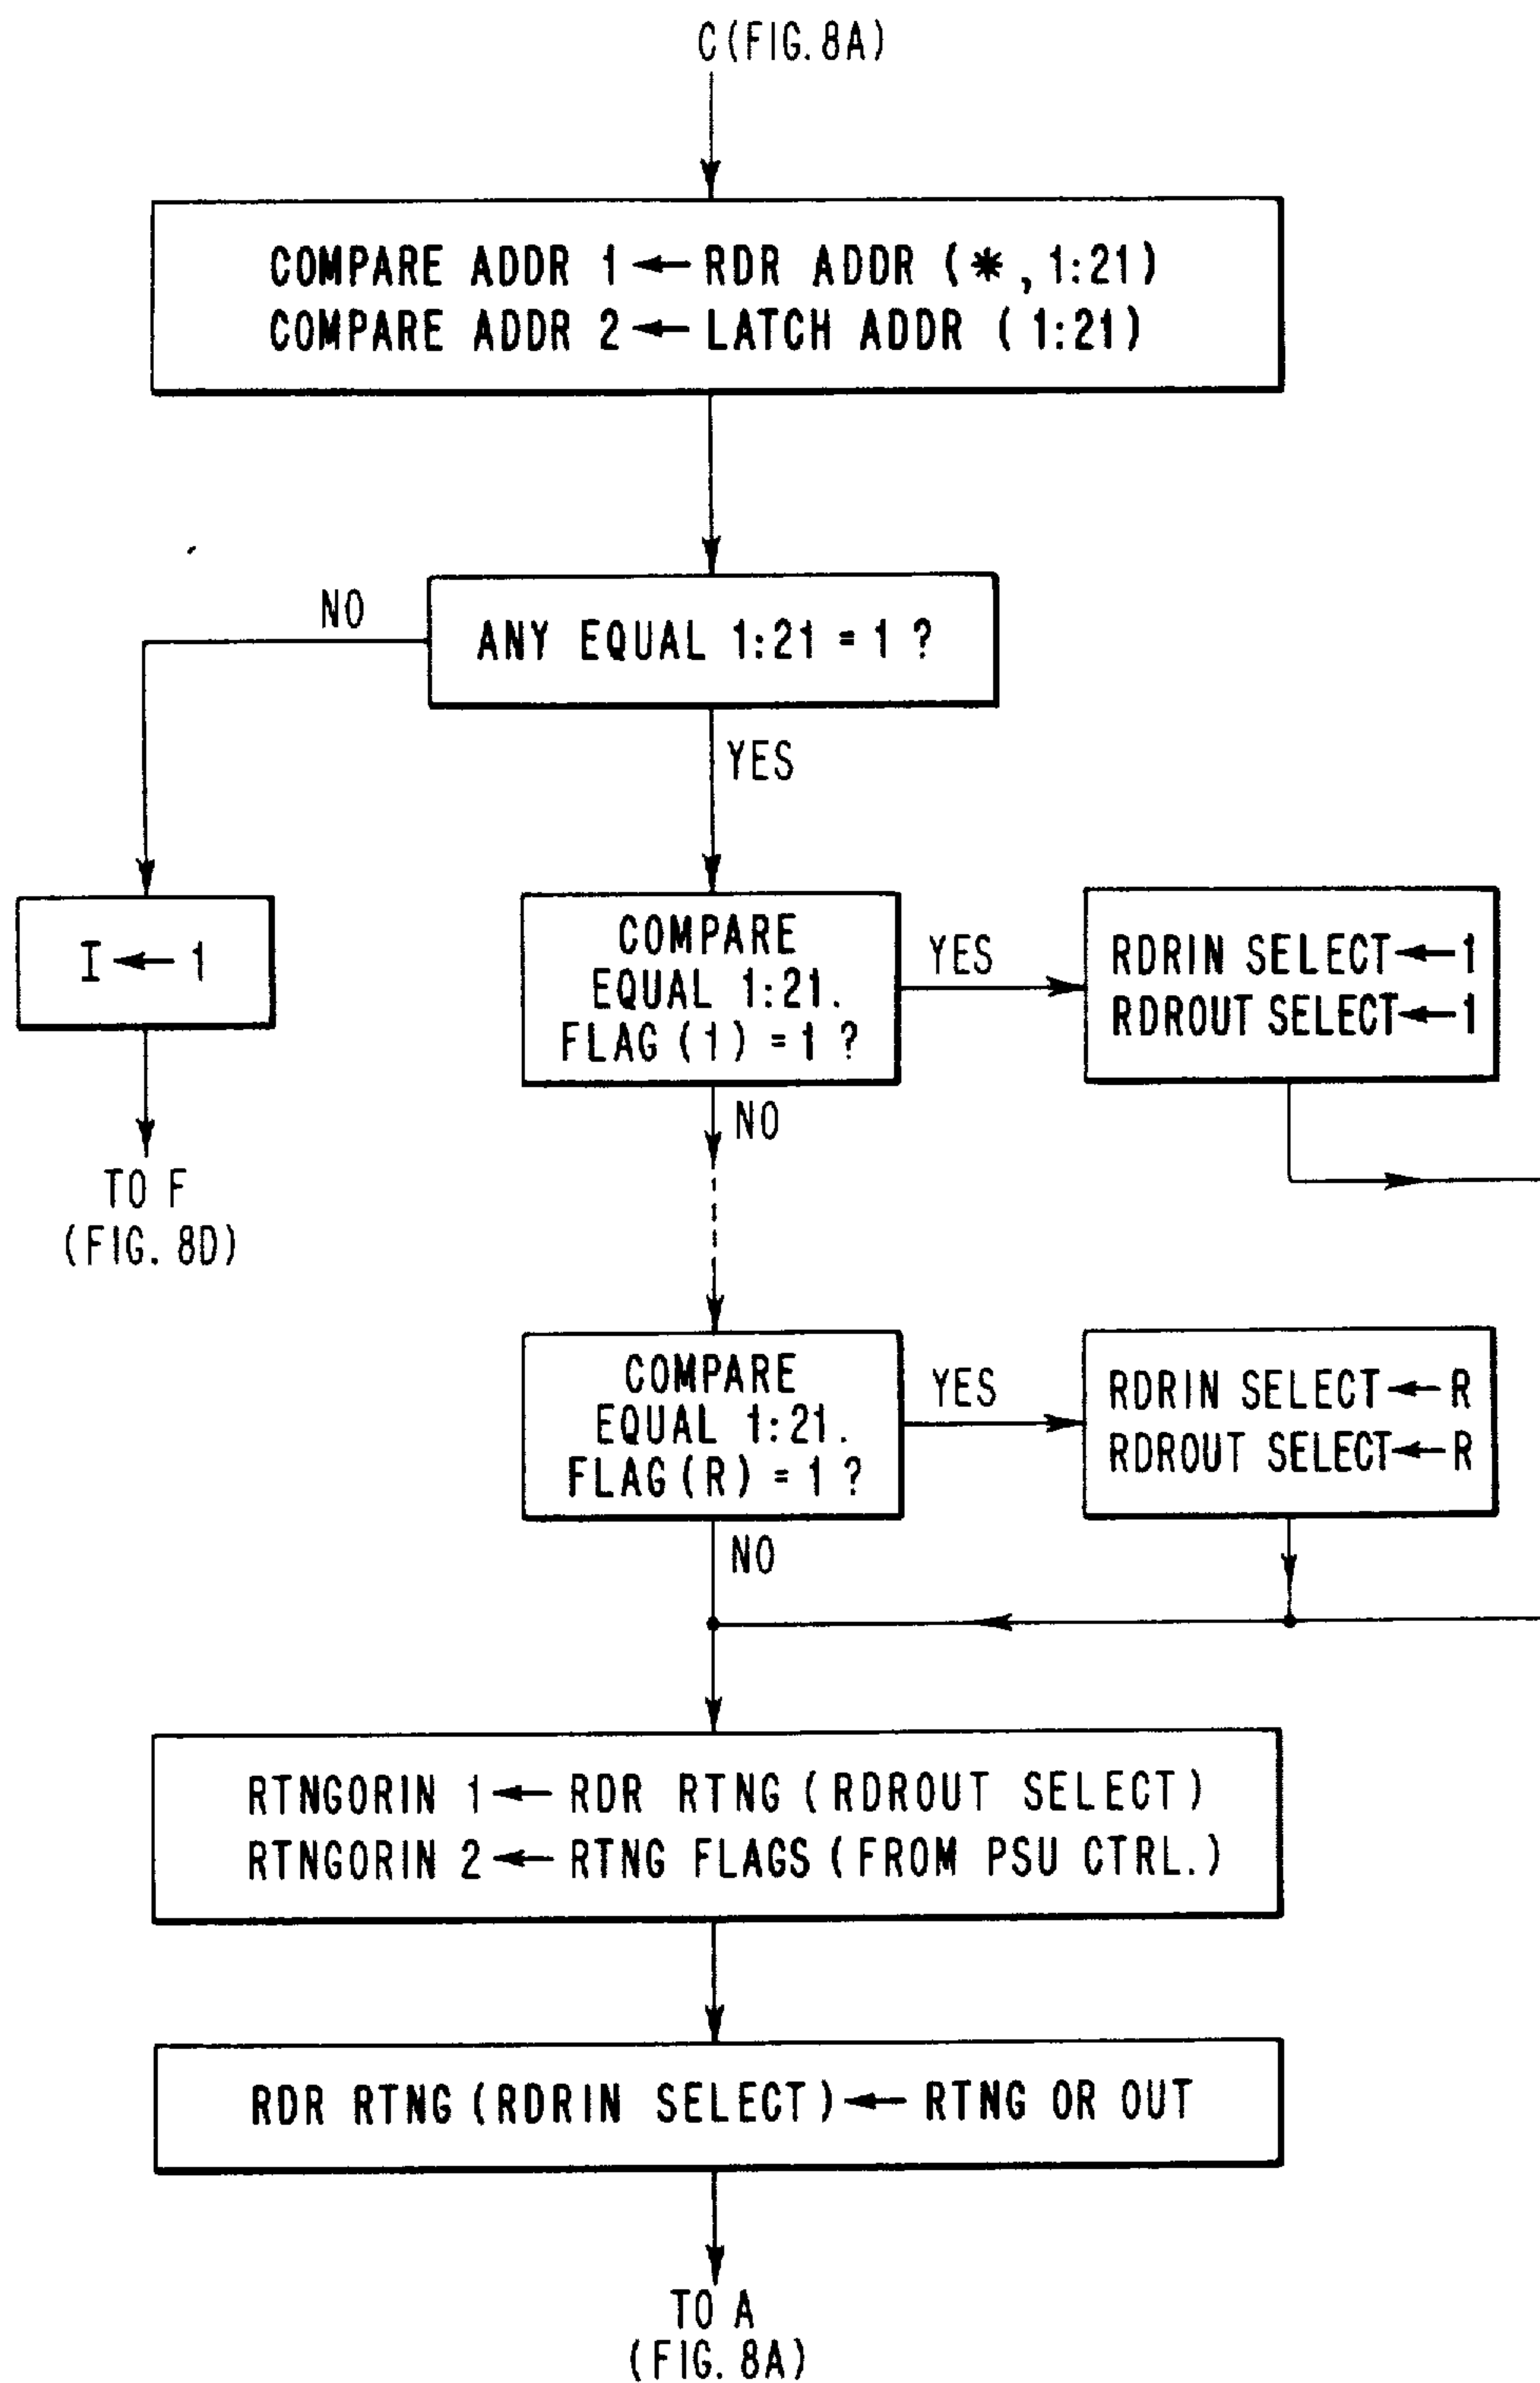 C(FIG.8A)
COMPARE ADDR 1 ← RDR ADDR (*, 1:21)
COMPARE ADDR 2 ← LATCH ADDR (1:21)
NO
ANY EQUAL 1:21 = 1 ?
YES
I ← 1
TO F
(FIG. 8D)
COMPARE
EQUAL 1:21.
FLAG (1) = 1 ?
YES
RDRIN SELECT ← 1
RDROUT SELECT ← 1
NO
COMPARE
EQUAL 1:21.
FLAG (R) = 1 ?
YES
RDRIN SELECT ← R
RDROUT SELECT ← R
NO
RTNGORIN 1 ← RDR RTNG (RDROUT SELECT)
RTNGORIN 2 ← RTNG FLAGS (FROM PSU CTRL.)
RDR RTNG (RDRIN SELECT) ← RTNG OR OUT
TO A
(FIG. 8A)